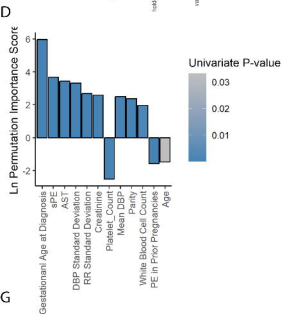 D
Ln Permutation Importance Score
6
4
2
0
-2
Univariate P-value
0.03
0.02
0.01
Gestationanl Age at Diagnosis
sPE
AST
DBP Standard Deviation
RR Standard Deviation
Creatinine
Platelet_Count
Mean DBP
Parity
White Blood Cell Count
PE in Prior Pregnancies
Age
G